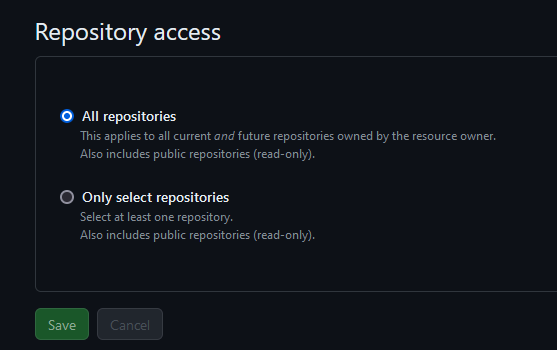 Repository access
All repositories
This applies to all current and future repositories owned by the resource owner.
Also includes public repositories (read-only).
Only select repositories
Select at least one repository.
Also includes public repositories (read-only).
Save
Cancel